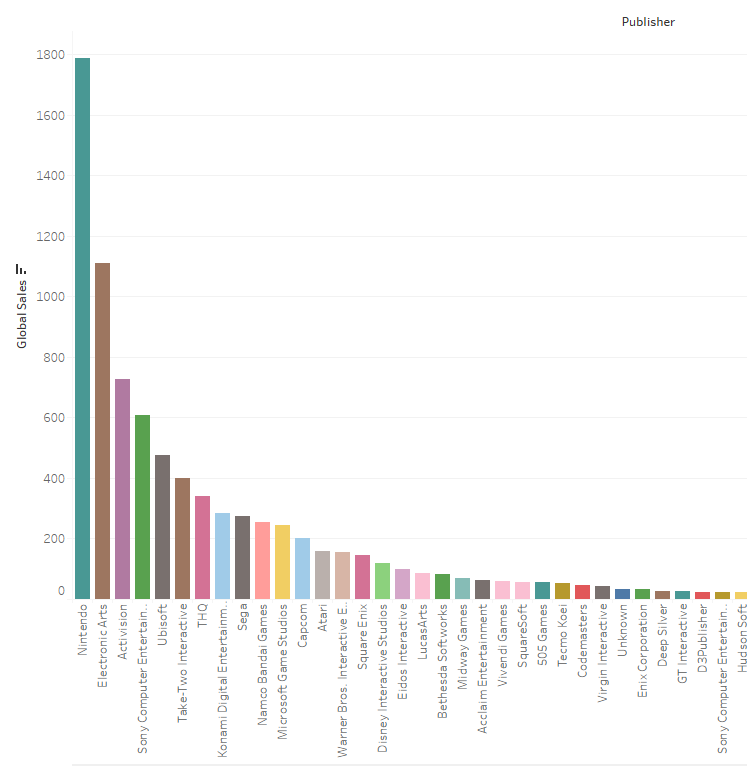 Publisher
1800
1600
1400
1200
1000
800
600
400
200
0
Global Sales
Nintendo
Electronic Arts
Activision
Sony Computer Entertain..
Ubisoft
Take-Two Interactive
THQ
Konami Digital Entertainm..
Sega
Namco Bandai Games
Microsoft Game Studios
Capcom
Atari
Warner Bros. Interactive E..
Square Enix
Disney Interactive Studios
Eidos Interactive
LucasArts
Bethesda Softworks
Midway Games
Acclaim Entertainment
Vivendi Games
SquareSoft
505 Games
Tecmo Koei
Codemasters
Virgin Interactive
Unknown
Enix Corporation
Deep Silver
GT Interactive
D3Publisher
Sony Computer Entertain..
Hudson Soft